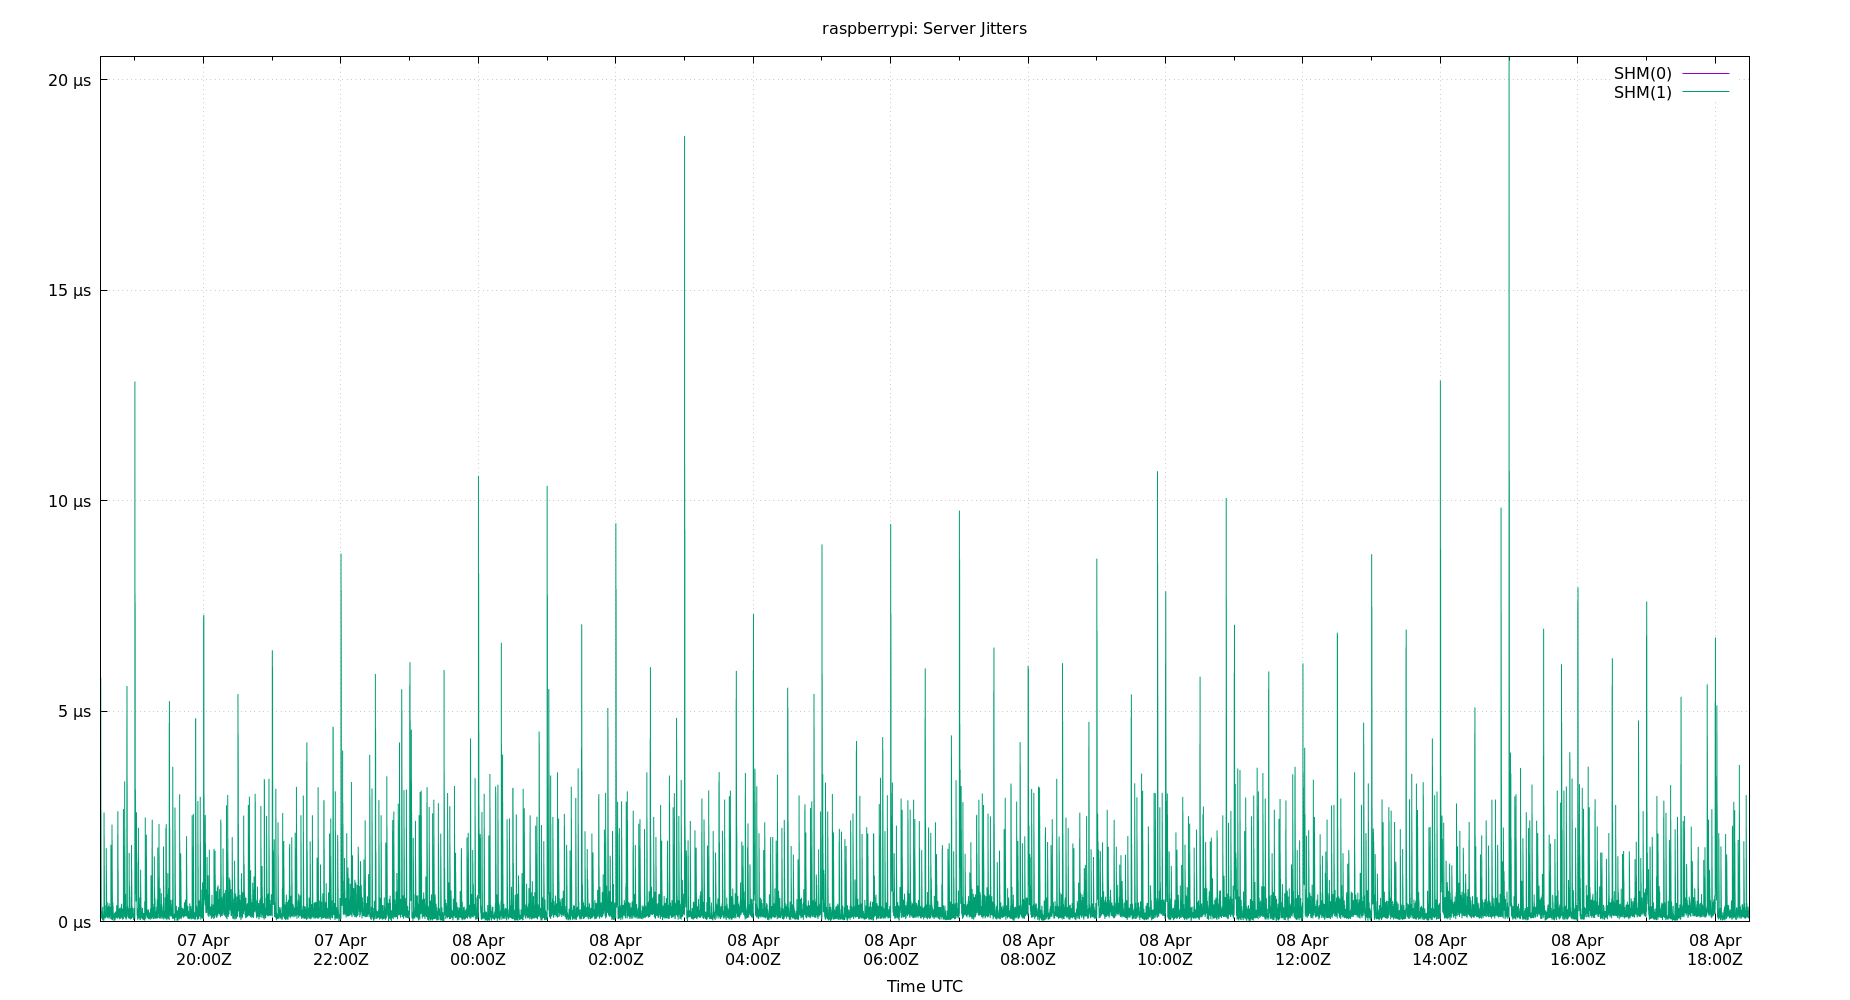 raspberrypi: Server Jitters
SHM(0)
SHM(1)
20 µs
15 µs
10 µs
5 µs
0 µs
07 Apr 07 Apr 08 Apr 08 Apr 08 Apr 08 Apr 08 Apr 08 Apr 08 Apr 08 Apr 08 Apr 08 Apr
20:00Z 22:00Z 00:00Z 02:00Z 04:00Z 06:00Z 08:00Z 10:00Z 12:00Z 14:00Z 16:00Z 18:00Z
Time UTC